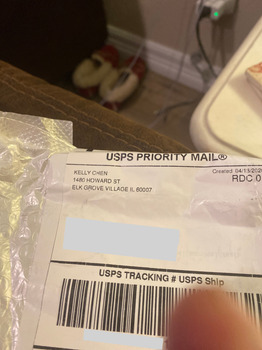 USPS PRIORITY MAIL®
KELLY CHEN
1480 HOWARD ST
ELK GROVE VILLAGE IL 60007
Created 04/13/202
RDC 0
USPS TRACKING # USPS Ship